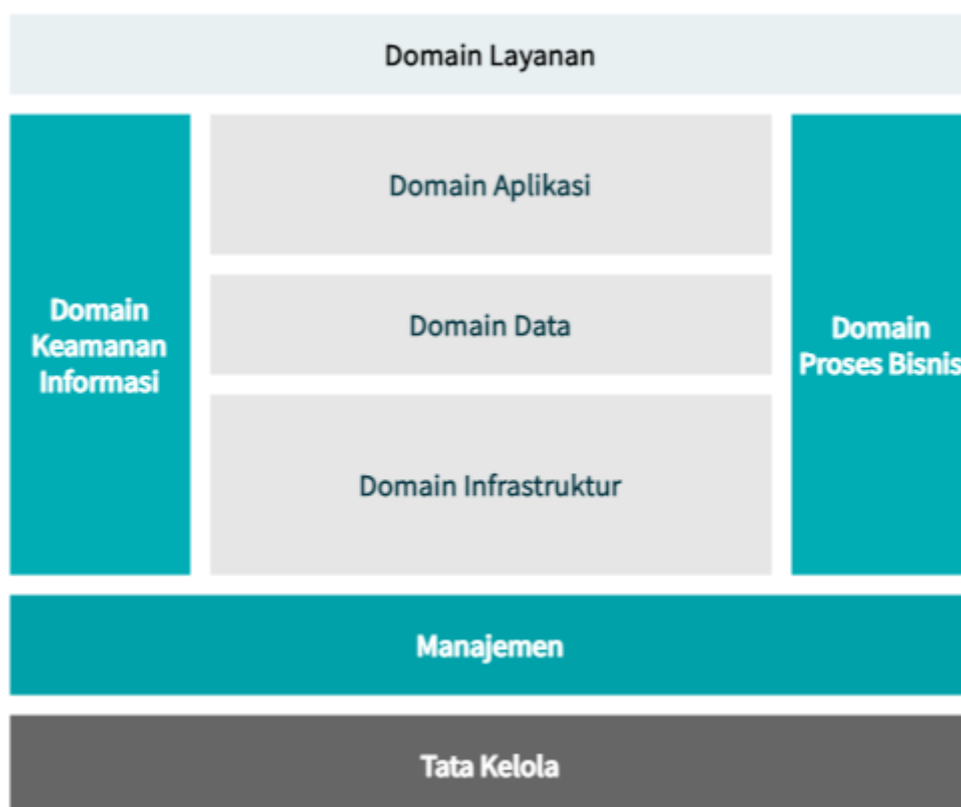 Domain Layanan
Domain Aplikasi
Domain
Keamanan
Informasi
Domain Data
Domain
Proses Bisnis
Domain Infrastruktur
Manajemen
Tata Kelola